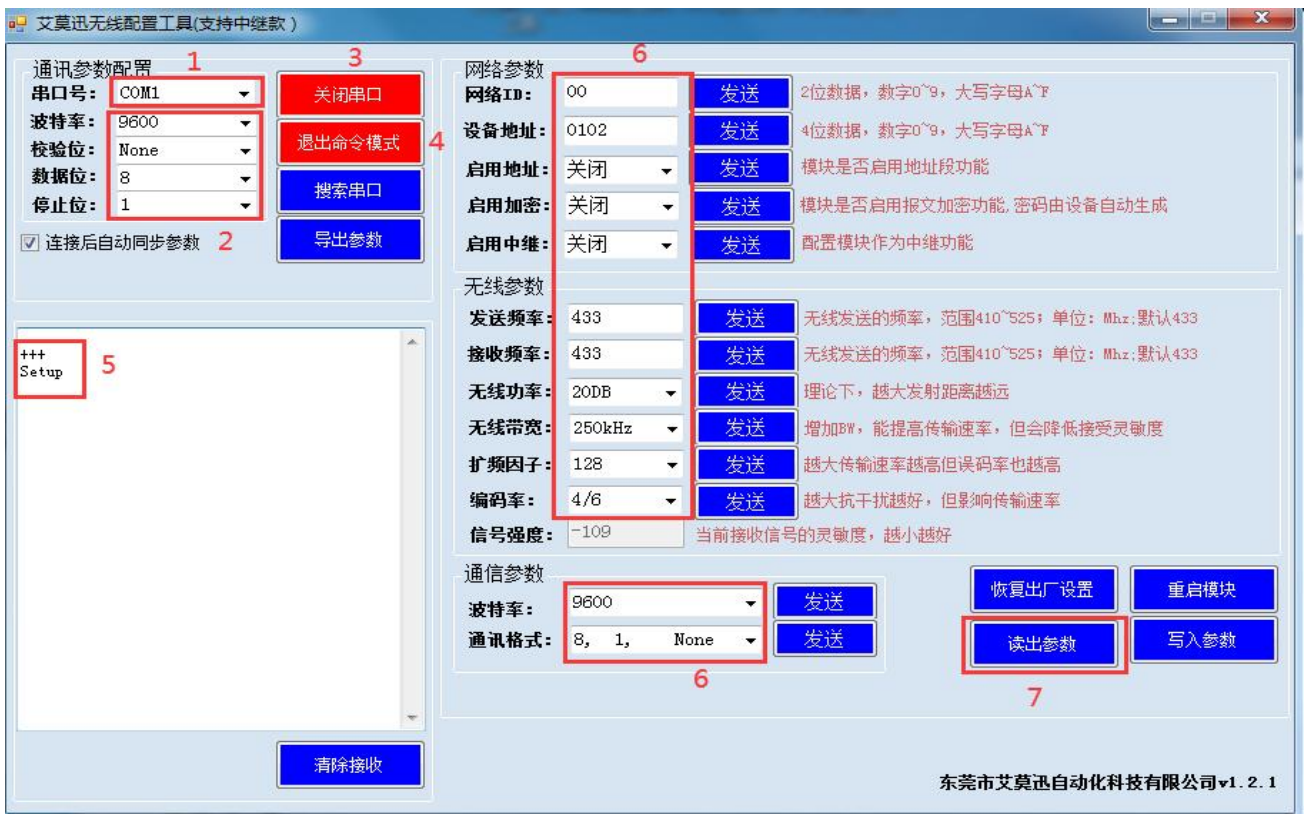 艾莫迅无线配置工具(支持中继款)
通讯参数配置
1
3
串口号: COM1
关闭串口
波特率: 9600
校验位: None
退出命令模式
4
数据位: 8
搜索串口
停止位: 1
连接后自动同步参数
2
导出参数
+++
Setup
5
清除接收
6
网络参数
网络ID: 00 发送 2位数据，数字0~9，大写字母A~F
设备地址: 0102 发送 4位数据，数字0~9，大写字母A~F
启用地址: 关闭 发送 模块是否启用地址段功能
启用加密: 关闭 发送 模块是否启用报文加密功能,密码由设备自动生成
启用中继: 关闭 发送 配置模块作为中继功能
无线参数
发送频率: 433 发送 无线发送的频率，范围410~525；单位：Mhz;默认433
接收频率: 433 发送 无线发送的频率，范围410~525；单位：Mhz;默认433
无线功率: 20DB 发送 理论下，越大发射距离越远
无线带宽: 250kHz 发送 增加BW，能提高传输速率，但会降低接受灵敏度
扩频因子: 128 发送 越大传输速率越高但误码率也越高
编码率: 4/6 发送 越大抗干扰越好，但影响传输速率
信号强度: -109 当前接收信号的灵敏度，越小越好
通信参数
波特率: 9600 发送
通讯格式: 8, 1, None 发送
6
恢复出厂设置 重启模块
读出参数 写入参数
7
东莞市艾莫迅自动化科技有限公司v1.2.1